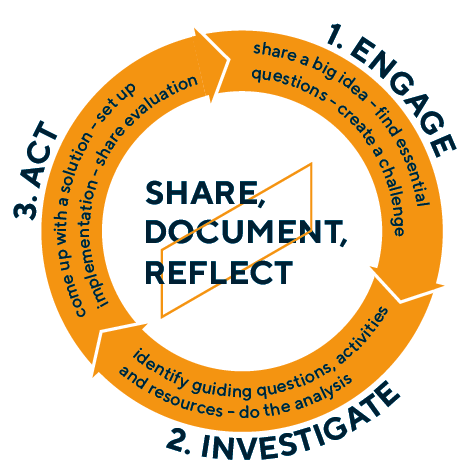 1. ENGAGE
share a big idea –find essential
questions – create a challenge
2. INVESTIGATE
identify guiding questions, activities
and resources – do the analysis
3. ACT
come up with a solution – set up
implementation – share evaluation
SHARE,
DOCUMENT,
REFLECT